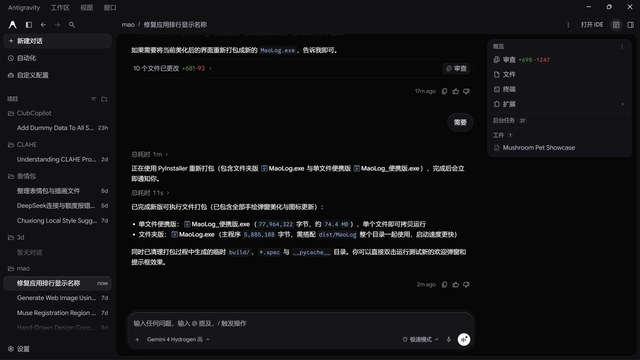 Antigravity 工作区 视图 窗口
mao / 修复应用排行显示名称
打开 IDE
+ 新建对话
自动化
自定义配置
项目
ClubCopilot
Add Dummy Data To All S... 23h
CLAHE
Understanding CLAHE Pro... 2d
表情包
整理表情包与插画文件 5d
DeepSeek连接与额度报错... 5d
Chuxiong Local Style Sugg... 7d
3d
暂无对话
mao
修复应用排行显示名称 now
Generate Web Image Usin... 7d
Muse Registration Region ... 7d
Hand-Drawn Design Conc... 8d
设置
如果需要将当前美化后的界面重新打包成新的 MaoLog.exe，告诉我即可。
10 个文件已更改 +681 -93 >
审查
17m ago
需要
总耗时 1m >
正在使用 PyInstaller 重新打包（包含文件夹版 MaoLog.exe 与单文件便携版 MaoLog_便携版.exe），完成后会立
即通知你。
总耗时 11s >
已完成新版可执行文件打包（已包含全部手绘弹窗美化与图标更新）：
• 单文件便携版： MaoLog_便携版.exe（ 77,964,322 字节，约 74.4 MB），单个文件即可拷贝运行
• 文件夹版： MaoLog.exe（主程序 5,885,188 字节，需搭配 dist/MaoLog 整个目录一起使用，启动速度更快）
同时已清理打包过程中生成的临时 build/、*.spec 与 __pycache__ 目录。你可以直接双击运行测试新的欢迎弹窗和
提示框效果。
2m ago
输入任何问题，输入 @ 提及，/ 触发操作
+ Gemini 4 Hydrogen 高
极速模式
概览
审查 +698 -1247
文件
终端
扩展
后台任务 27
工件 1
Mushroom Pet Showcase